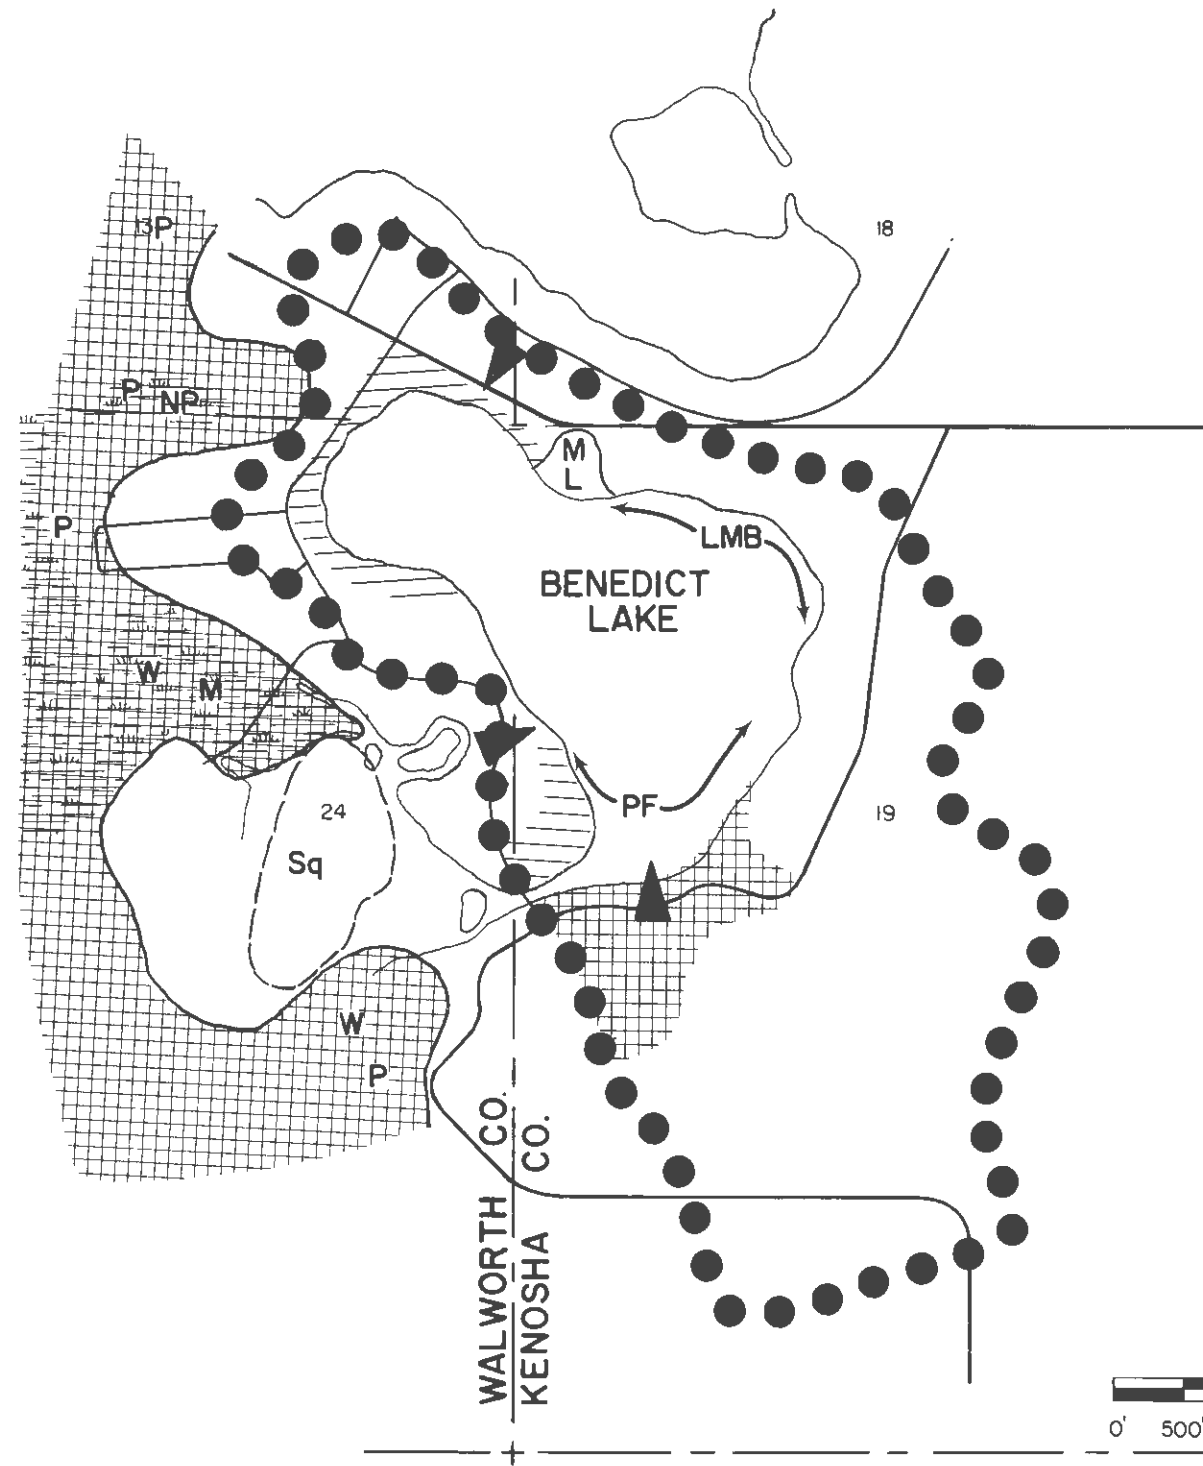 13P
18
P
NP
M
L
P
LMB
BENEDICT
LAKE
W
M
PF
24
19
Sq
W
P
WALWORTH CO.
KENOSHA CO.
0' 500'